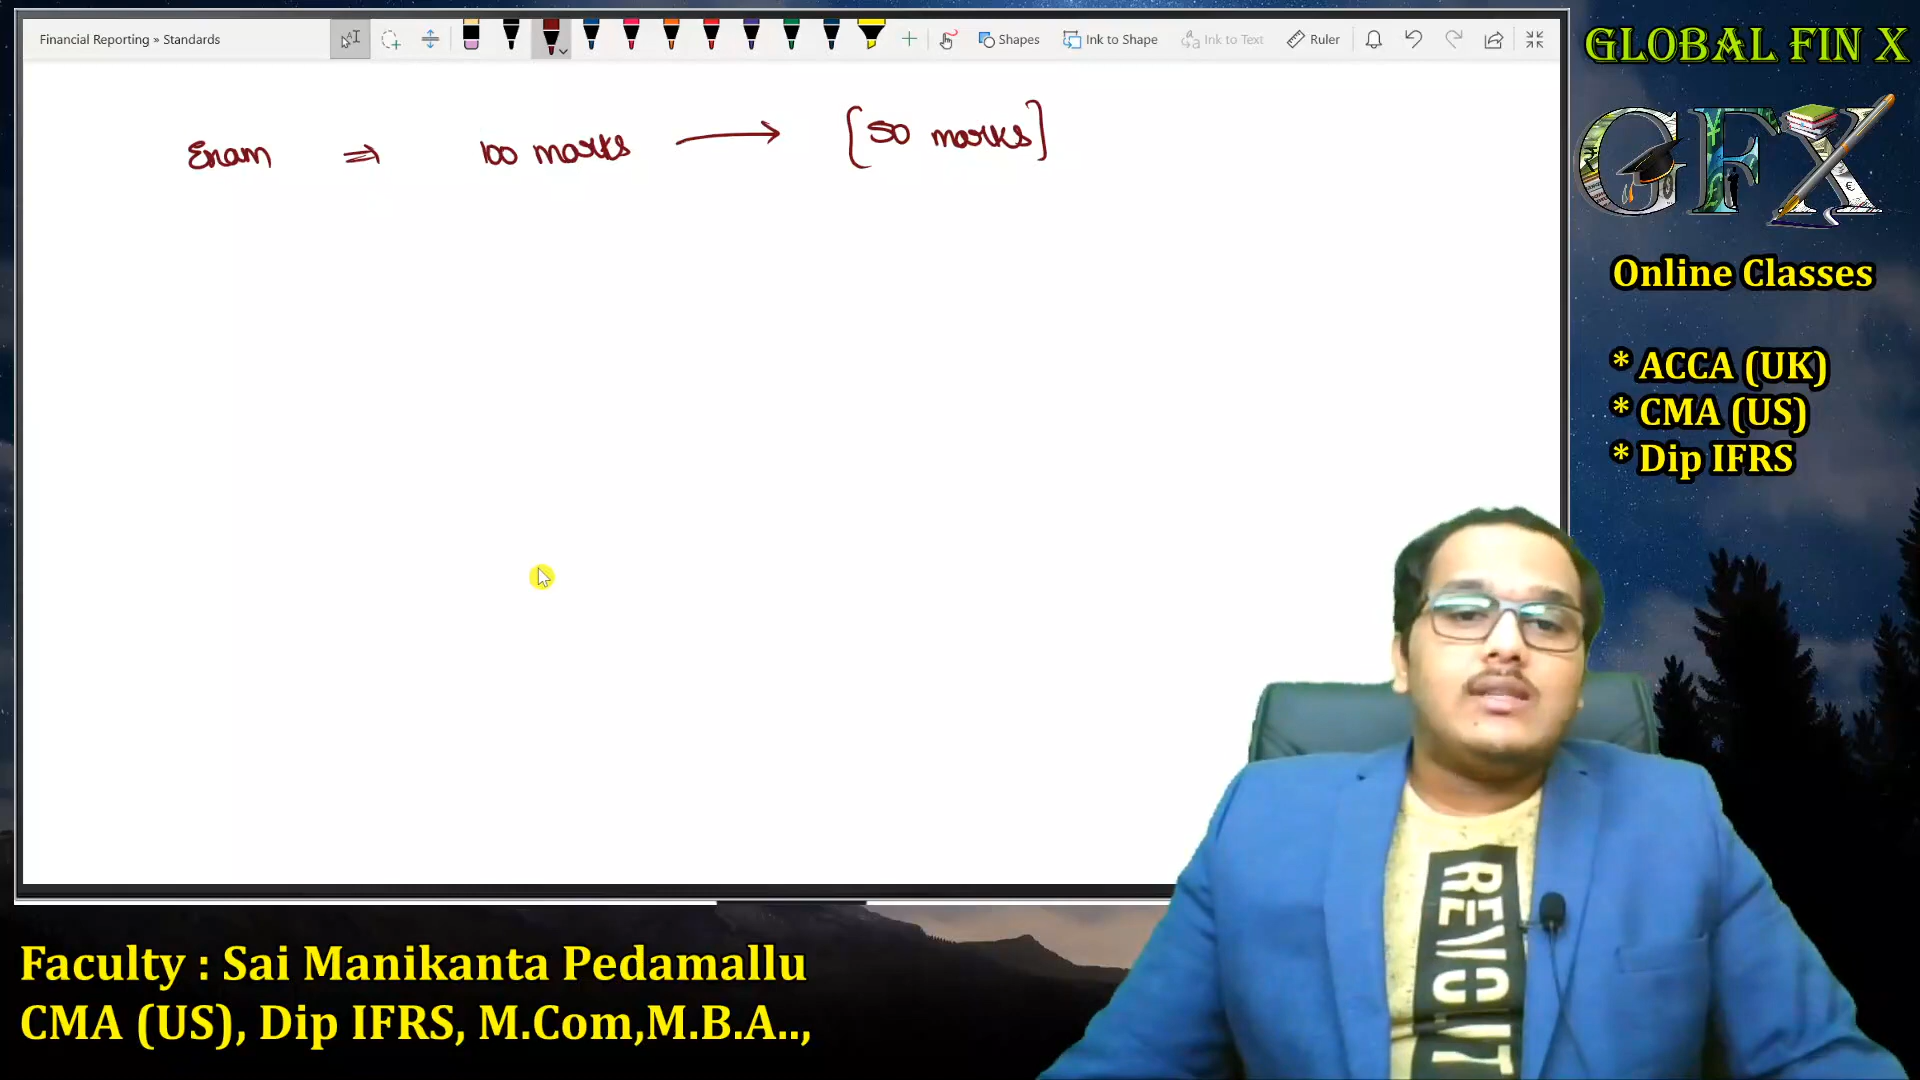 Financial Reporting » Standards
Shapes
Ink to Shape
Ink to Text
Ruler
GLOBAL FIN X
Exam ⇒ 100 marks → [50 marks]
GFX
Online Classes
* ACCA (UK)
* CMA (US)
* Dip IFRS
Faculty : Sai Manikanta Pedamallu
CMA (US), Dip IFRS, M.Com,M.B.A..,